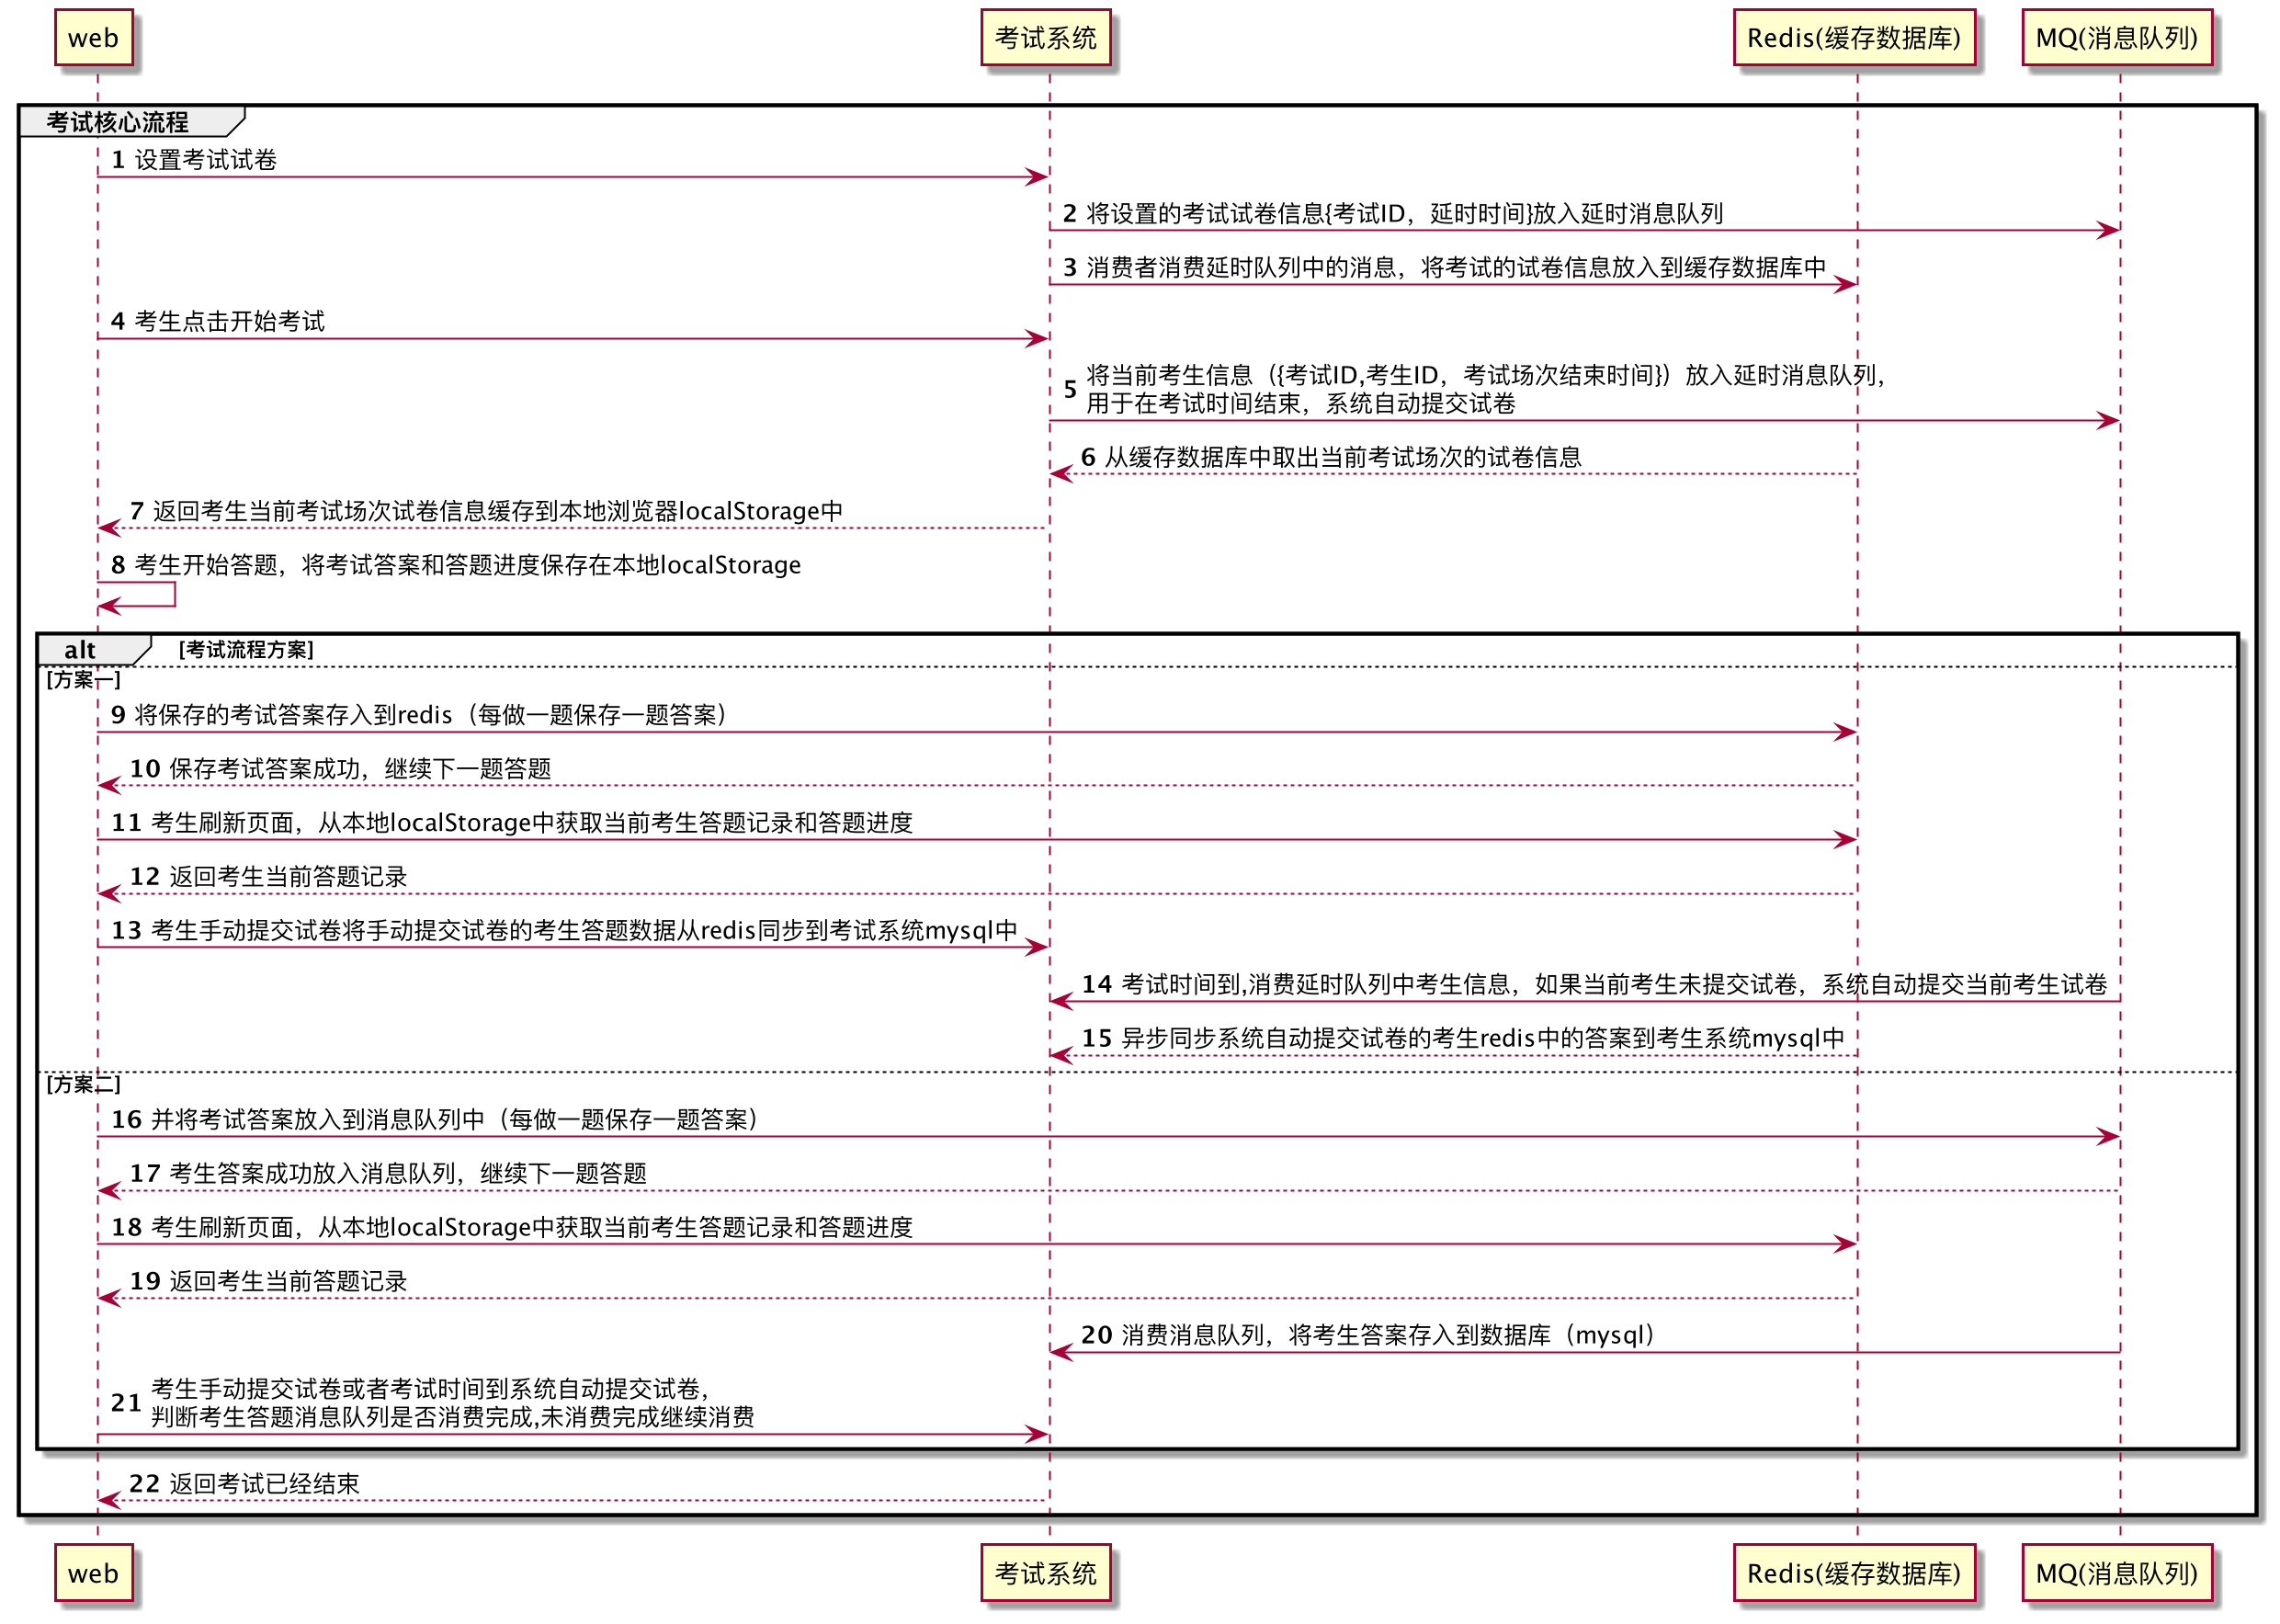 web
考试系统
Redis(缓存数据库)
MQ(消息队列)
考试核心流程
1 设置考试试卷
2 将设置的考试试卷信息{考试ID，延时时间}放入延时消息队列
3 消费者消费延时队列中的消息，将考试的试卷信息放入到缓存数据库中
4 考生点击开始考试
5 将当前考生信息（{考试ID,考生ID，考试场次结束时间}）放入延时消息队列，
用于在考试时间结束，系统自动提交试卷
6 从缓存数据库中取出当前考试场次的试卷信息
7 返回考生当前考试场次试卷信息缓存到本地浏览器localStorage中
8 考生开始答题，将考试答案和答题进度保存在本地localStorage
alt [考试流程方案]
[方案一]
9 将保存的考试答案存入到redis（每做一题保存一题答案）
10 保存考试答案成功，继续下一题答题
11 考生刷新页面，从本地localStorage中获取当前考生答题记录和答题进度
12 返回考生当前答题记录
13 考生手动提交试卷将手动提交试卷的考生答题数据从redis同步到考试系统mysql中
14 考试时间到,消费延时队列中考生信息，如果当前考生未提交试卷，系统自动提交当前考生试卷
15 异步同步系统自动提交试卷的考生redis中的答案到考生系统mysql中
[方案二]
16 并将考试答案放入到消息队列中（每做一题保存一题答案）
17 考生答案成功放入消息队列，继续下一题答题
18 考生刷新页面，从本地localStorage中获取当前考生答题记录和答题进度
19 返回考生当前答题记录
20 消费消息队列，将考生答案存入到数据库（mysql）
21 考生手动提交试卷或者考试时间到系统自动提交试卷，
判断考生答题消息队列是否消费完成,未消费完成继续消费
22 返回考试已经结束
web
考试系统
Redis(缓存数据库)
MQ(消息队列)